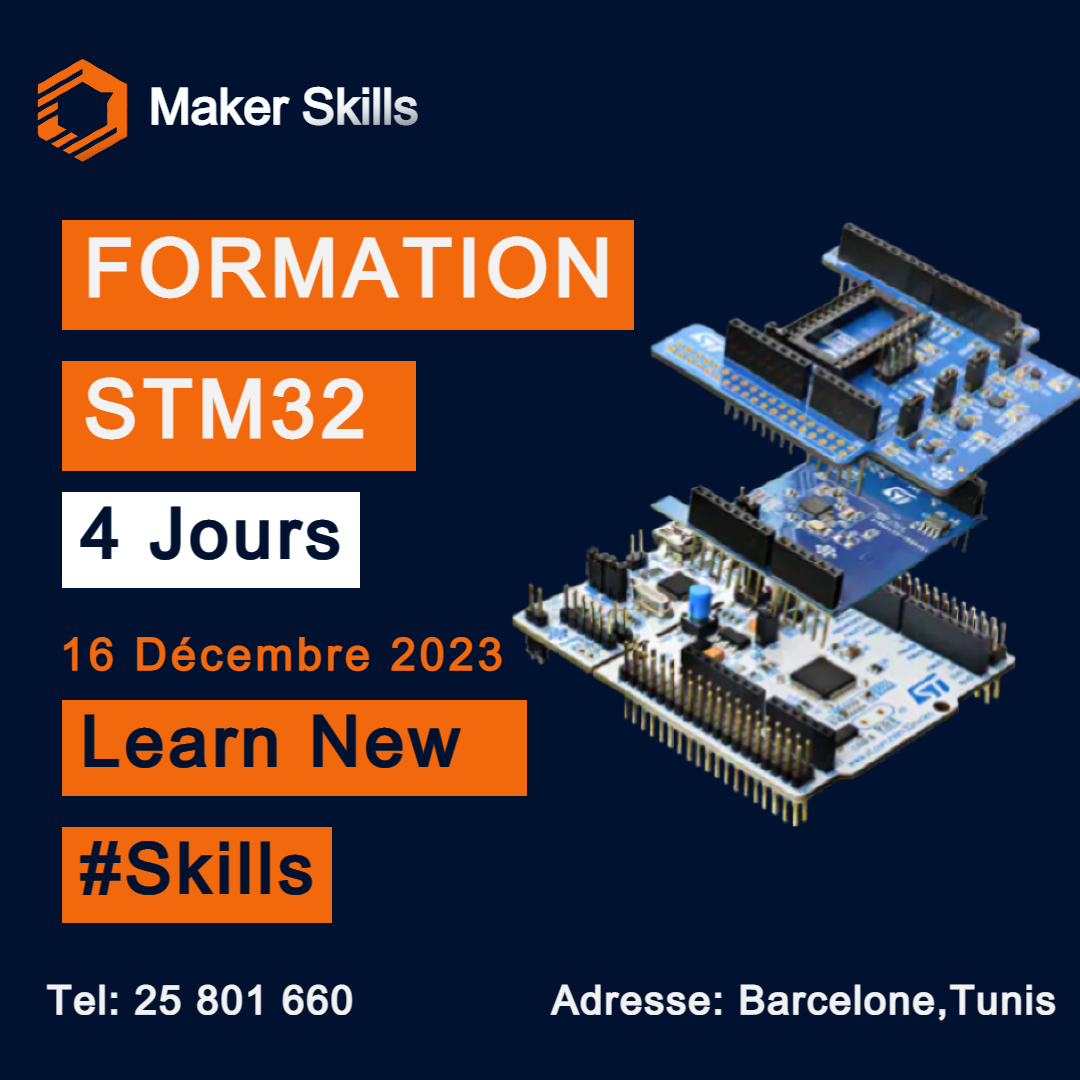 Maker Skills
FORMATION
STM32
4 Jours
16 Décembre 2023
Learn New
#Skills
Tel: 25 801 660
Adresse: Barcelone,Tunis